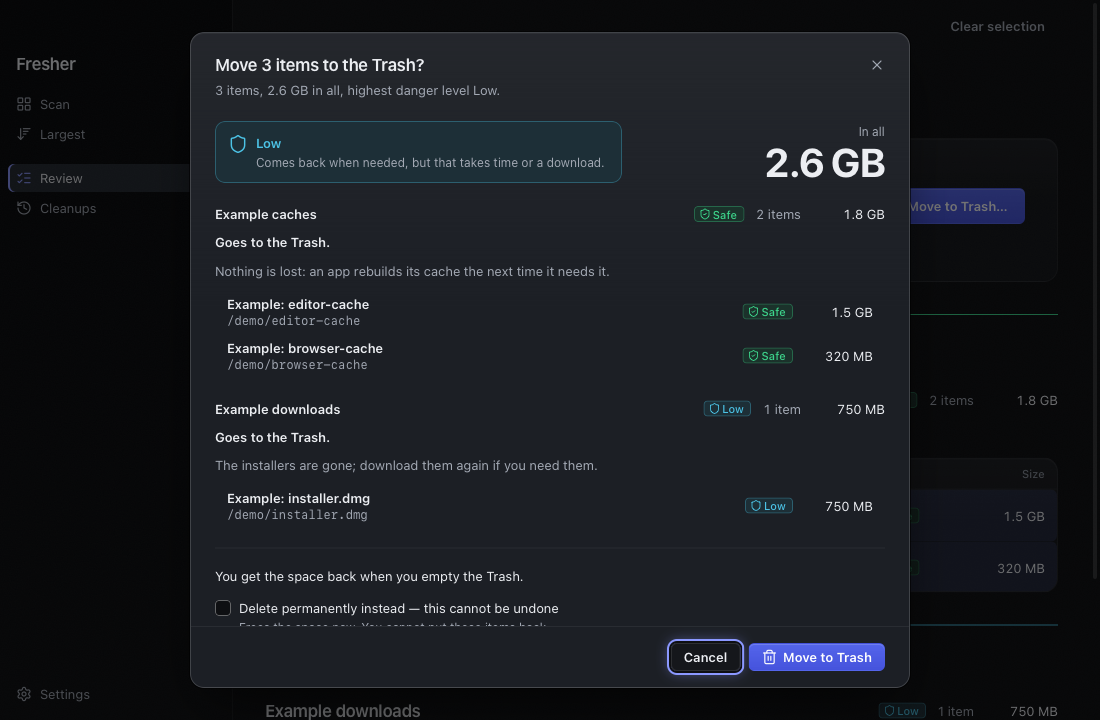 Clear selection
Fresher
Scan
Largest
Review
Cleanups
Settings
Move 3 items to the Trash?
3 items, 2.6 GB in all, highest danger level Low.
Low
Comes back when needed, but that takes time or a download.
In all
2.6 GB
Example caches Safe 2 items 1.8 GB
Goes to the Trash.
Nothing is lost: an app rebuilds its cache the next time it needs it.
Example: editor-cache
/demo/editor-cache
Safe 1.5 GB
Example: browser-cache
/demo/browser-cache
Safe 320 MB
Example downloads Low 1 item 750 MB
Goes to the Trash.
The installers are gone; download them again if you need them.
Example: installer.dmg
/demo/installer.dmg
Low 750 MB
You get the space back when you empty the Trash.
Delete permanently instead — this cannot be undone
Cancel
Move to Trash
Move to Trash...
2 items 1.8 GB
Size
1.5 GB
320 MB
Example downloads Low 1 item 750 MB